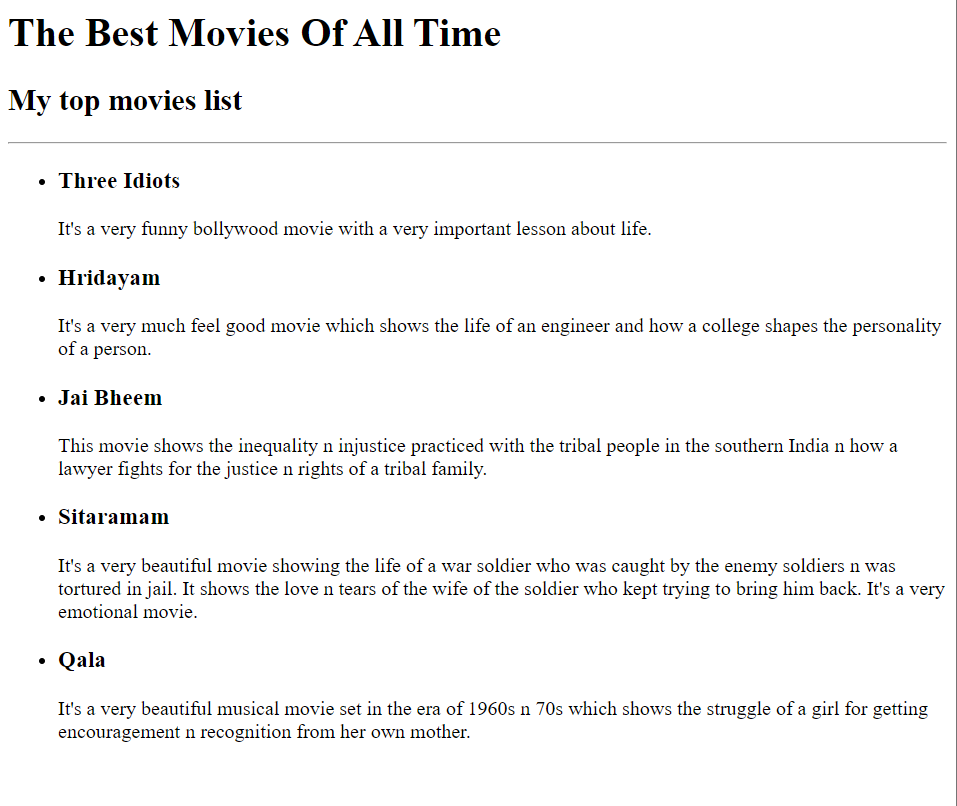 The Best Movies Of All Time
My top movies list
Three Idiots
It's a very funny bollywood movie with a very important lesson about life.
Hridayam
It's a very much feel good movie which shows the life of an engineer and how a college shapes the personality
of a person.
Jai Bheem
This movie shows the inequality n injustice practiced with the tribal people in the southern India n how a
lawyer fights for the justice n rights of a tribal family.
Sitaramam
It's a very beautiful movie showing the life of a war soldier who was caught by the enemy soldiers n was
tortured in jail. It shows the love n tears of the wife of the soldier who kept trying to bring him back. It's a very
emotional movie.
Qala
It's a very beautiful musical movie set in the era of 1960s n 70s which shows the struggle of a girl for getting
encouragement n recognition from her own mother.